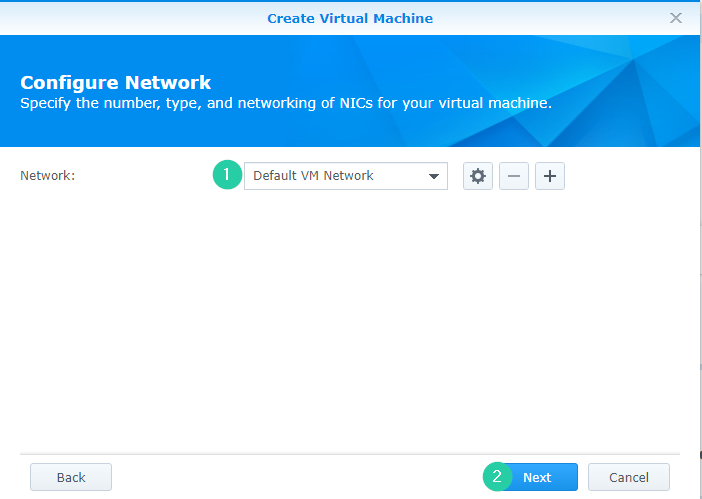 Create Virtual Machine
Configure Network
Specify the number, type, and networking of NICs for your virtual machine.
Network:
1
Default VM Network
Back
2
Next
Cancel